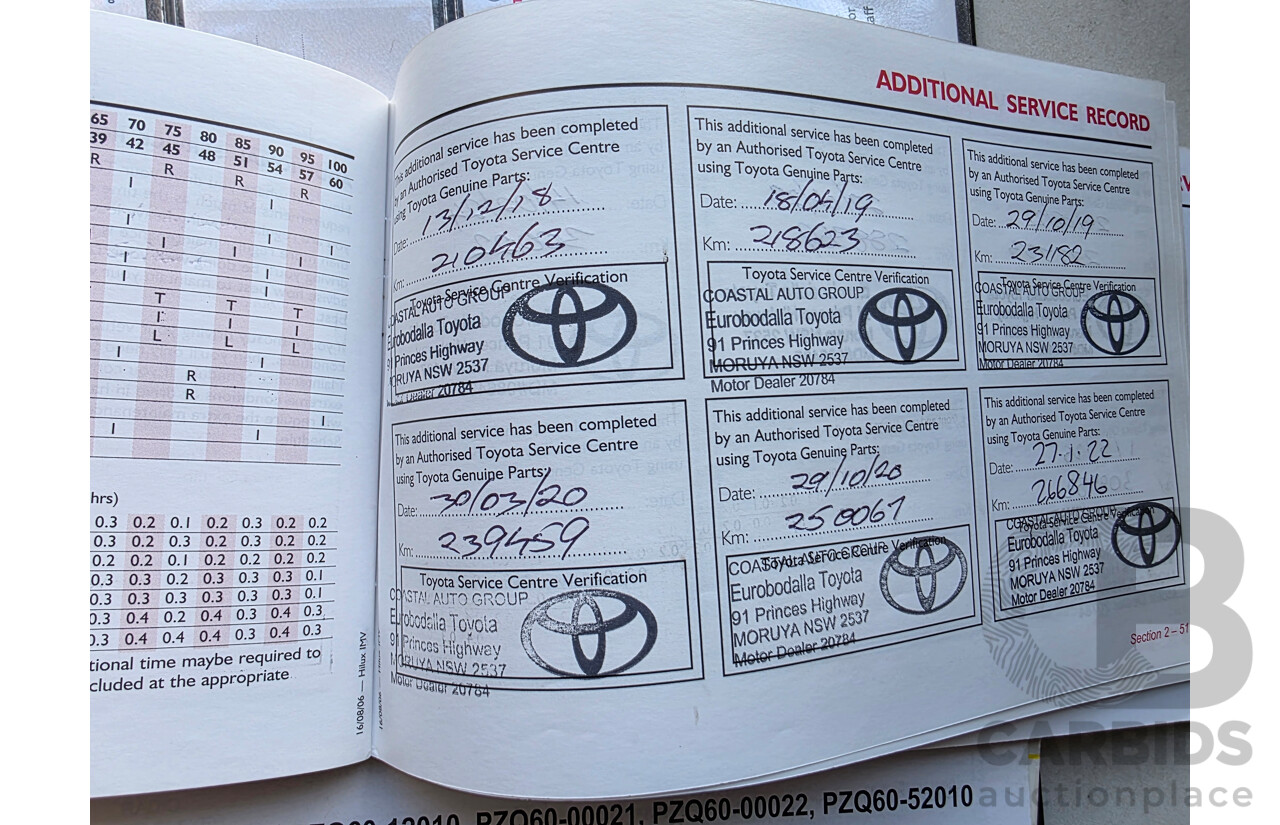 65 70 75 80 85 90 95 100
39 42 45 48 51 54 57 60
R R R
I R I
I I
I I I
I I I
I I
T T T
I I I
L L L
I I
R
R
I
I I
hrs)
0.3 0.2 0.1 0.2 0.3 0.2 0.2
0.3 0.2 0.3 0.2 0.3 0.2 0.2
0.2 0.2 0.1 0.2 0.2 0.2 0.2
0.3 0.3 0.2 0.3 0.3 0.3 0.1
0.3 0.3 0.3 0.3 0.3 0.3 0.1
0.3 0.4 0.2 0.4 0.3 0.4 0.3
0.3 0.4 0.4 0.4 0.3 0.4 0.3
tional time maybe required to
cluded at the appropriate
16/08/06 — Hilux IMV
ADDITIONAL SERVICE RECORD
This additional service has been completed
by an Authorised Toyota Service Centre
using Toyota Genuine Parts:
Date: 13/12/18
Km: 210463
Toyota Service Centre Verification
COASTAL AUTO GROUP
Eurobodalla Toyota
91 Princes Highway
MORUYA NSW 2537
Motor Dealer 20784
This additional service has been completed
by an Authorised Toyota Service Centre
using Toyota Genuine Parts:
Date: 18/04/19
Km: 218623
Toyota Service Centre Verification
COASTAL AUTO GROUP
Eurobodalla Toyota
91 Princes Highway
MORUYA NSW 2537
Motor Dealer 20784
This additional service has been completed
by an Authorised Toyota Service Centre
using Toyota Genuine Parts:
Date: 29/10/19
Km: 231182
Toyota Service Centre Verification
COASTAL AUTO GROUP
Eurobodalla Toyota
91 Princes Highway
MORUYA NSW 2537
Motor Dealer 20784
This additional service has been completed
by an Authorised Toyota Service Centre
using Toyota Genuine Parts:
Date: 30/03/20
Km: 239459
Toyota Service Centre Verification
COASTAL AUTO GROUP
Eurobodalla Toyota
91 Princes Highway
MORUYA NSW 2537
Motor Dealer 20784
This additional service has been completed
by an Authorised Toyota Service Centre
using Toyota Genuine Parts:
Date: 29/10/20
Km: 250067
Toyota Service Centre Verification
COASTAL AUTO GROUP
Eurobodalla Toyota
91 Princes Highway
MORUYA NSW 2537
Motor Dealer 20784
This additional service has been completed
by an Authorised Toyota Service Centre
using Toyota Genuine Parts:
Date: 27.1.22
Km: 266846
Toyota Service Centre Verification
COASTAL AUTO GROUP
Eurobodalla Toyota
91 Princes Highway
MORUYA NSW 2537
Motor Dealer 20784
Section 2 – 51
PZQ60-00021, PZQ60-00022, PZQ60-52010
B
CARBIDS
auctionplace